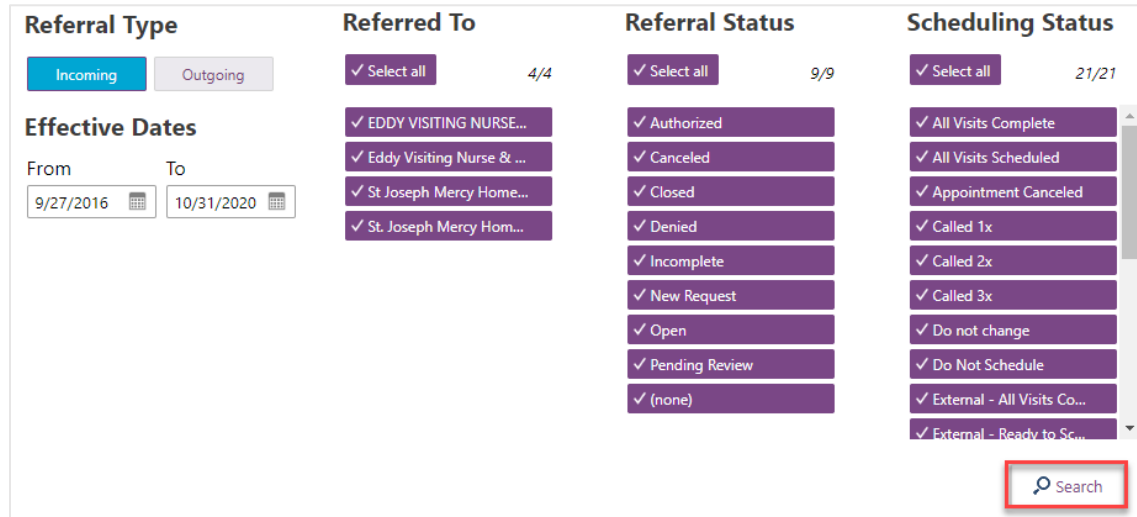 Referral Type
Incoming
Outgoing
Effective Dates
From
To
9/27/2016
10/31/2020
Referred To
✓ Select all
4/4
✓ EDDY VISITING NURSE...
✓ Eddy Visiting Nurse & ...
✓ St Joseph Mercy Home...
✓ St. Joseph Mercy Hom...
Referral Status
✓ Select all
9/9
✓ Authorized
✓ Canceled
✓ Closed
✓ Denied
✓ Incomplete
✓ New Request
✓ Open
✓ Pending Review
✓ (none)
Scheduling Status
✓ Select all
21/21
✓ All Visits Complete
✓ All Visits Scheduled
✓ Appointment Canceled
✓ Called 1x
✓ Called 2x
✓ Called 3x
✓ Do not change
✓ Do Not Schedule
✓ External - All Visits Co...
✓ External - Ready to Sc...
Search